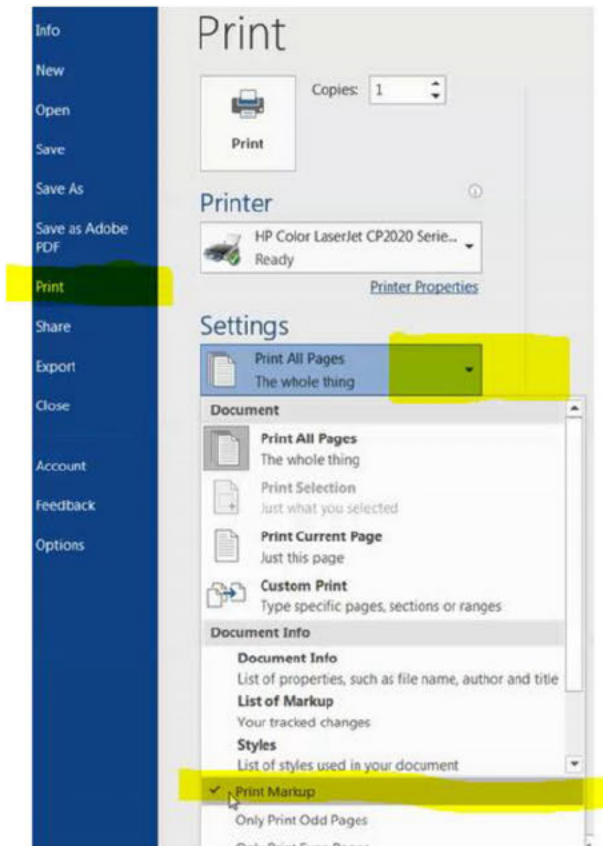 Info
New
Open
Save
Save As
Save as Adobe
PDF
Print
Share
Export
Close
Account
Feedback
Options
Print
Copies: 1
Print
Printer
HP Color LaserJet CP2020 Serie...
Ready
Printer Properties
Settings
Print All Pages
The whole thing
Document
Print All Pages
The whole thing
Print Selection
Just what you selected
Print Current Page
Just this page
Custom Print
Type specific pages, sections or ranges
Document Info
Document Info
List of properties, such as file name, author and title
List of Markup
Your tracked changes
Styles
List of styles used in your document
Print Markup
Only Print Odd Pages
Only Print Even Pages